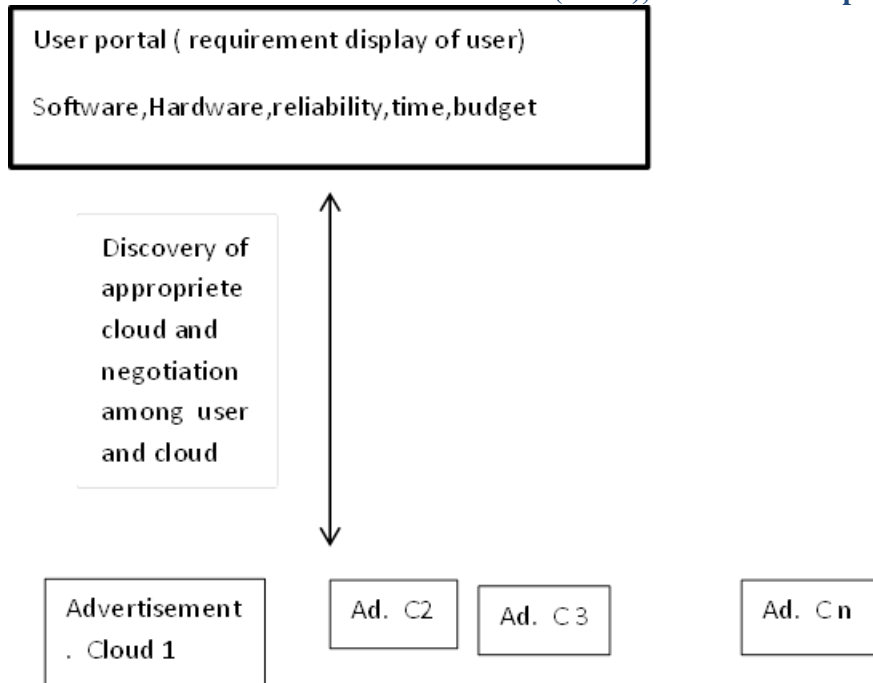 User portal ( requirement display of user)
Software,Hardware,reliability,time,budget
Discovery of
appropriete
cloud and
negotiation
among user
and cloud
Advertisement
. Cloud 1
Ad. C2
Ad. C 3
Ad. C n